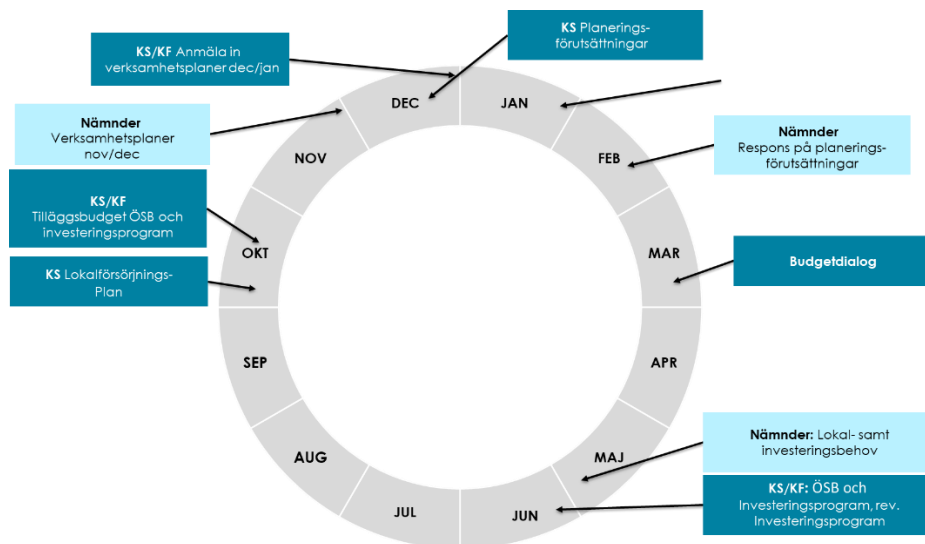 KS Planerings-
förutsättningar
KS/KF Anmäla in
verksamhetsplaner dec/jan
DEC
JAN
Nämnder
Verksamhetsplaner
nov/dec
Nämnder
Respons på planerings-
förutsättningar
NOV
FEB
KS/KF
Tilläggsbudget ÖSB och
investeringsprogram
OKT
MAR
Budgetdialog
KS Lokalförsörjnings-
Plan
SEP
APR
Nämnder: Lokal- samt
investeringsbehov
AUG
MAJ
KS/KF: ÖSB och
Investeringsprogram, rev.
Investeringsprogram
JUL
JUN